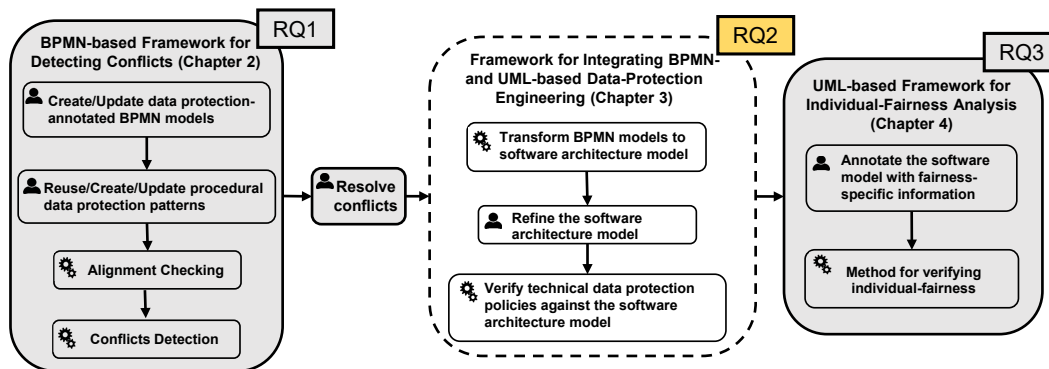 RQ1
BPMN-based Framework for
Detecting Conflicts (Chapter 2)
Create/Update data protection-
annotated BPMN models
Reuse/Create/Update procedural
data protection patterns
Alignment Checking
Conflicts Detection
Resolve
conflicts
RQ2
Framework for Integrating BPMN-
and UML-based Data-Protection
Engineering (Chapter 3)
Transform BPMN models to
software architecture model
Refine the software
architecture model
Verify technical data protection
policies against the software
architecture model
RQ3
UML-based Framework for
Individual-Fairness Analysis
(Chapter 4)
Annotate the software
model with fairness-
specific information
Method for verifying
individual-fairness